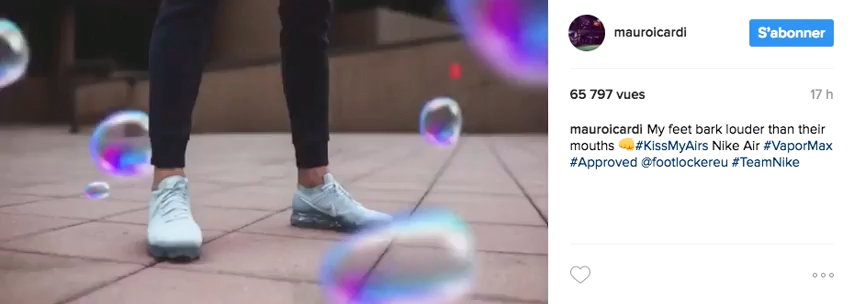 mauroicardi
S'abonner
65 797 vues
17 h
mauroicardi My feet bark louder than their
mouths 👊#KissMyAirs Nike Air #VaporMax
#Approved @footlockereu #TeamNike